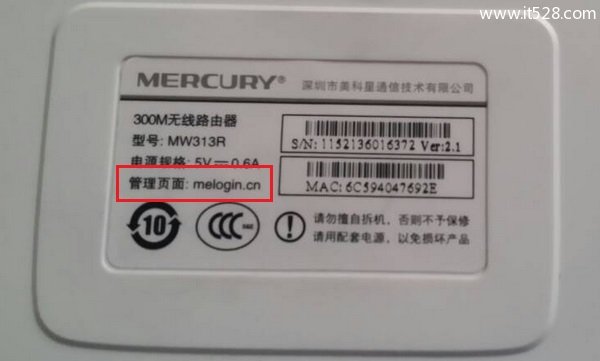 www.it528.com
MERCURY® 深圳市美科星通信技术有限公司
300M无线路由器
型号: MW313R
电源规格: 5V⎓0.6A
管理页面: melogin.cn
S/N: 1152136016372 Ver:2.1
MAC: 6C594047692E
10
CCC
请勿擅自拆机，否则不予保修
请用配套电源，以免损坏产品